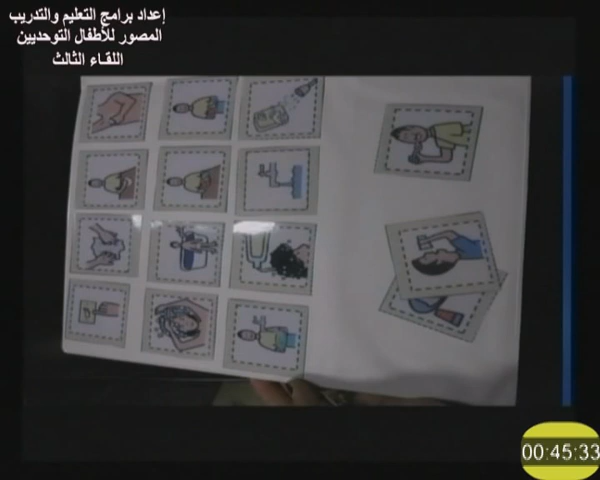 إعداد برامج التعليم والتدريب
المصور للأطفال التوحديين
اللقاء الثالث
00:45:33